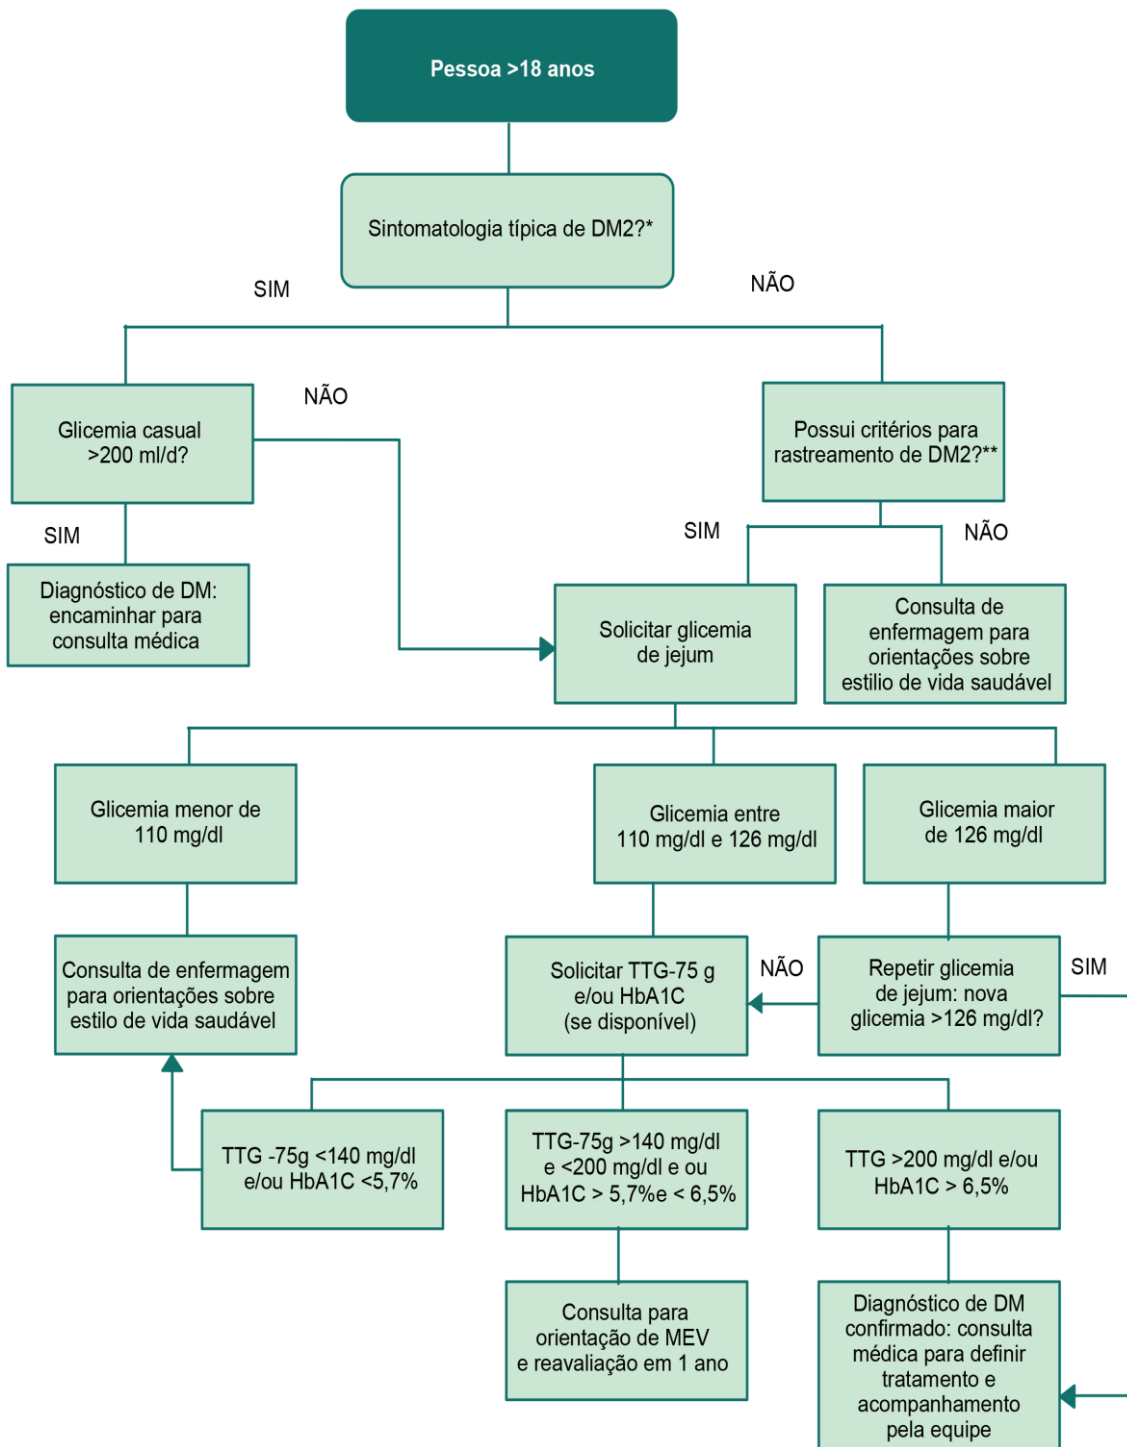 Pessoa >18 anos
Sintomatologia típica de DM2?*
SIM
NÃO
Glicemia casual
>200 ml/d?
NÃO
Possui critérios para
rastreamento de DM2?**
SIM
SIM
NÃO
Diagnóstico de DM:
encaminhar para
consulta médica
Solicitar glicemia
de jejum
Consulta de
enfermagem para
orientações sobre
estilio de vida saudável
Glicemia menor de
110 mg/dl
Glicemia entre
110 mg/dl e 126 mg/dl
Glicemia maior
de 126 mg/dl
Consulta de enfermagem
para orientações sobre
estilo de vida saudável
Solicitar TTG-75 g
e/ou HbA1C
(se disponível)
NÃO
Repetir glicemia
de jejum: nova
glicemia >126 mg/dl?
SIM
TTG -75g <140 mg/dl
e/ou HbA1C <5,7%
TTG-75g >140 mg/dl
e <200 mg/dl e ou
HbA1C > 5,7%e < 6,5%
TTG >200 mg/dl e/ou
HbA1C > 6,5%
Consulta para
orientação de MEV
e reavaliação em 1 ano
Diagnóstico de DM
confirmado: consulta
médica para definir
tratamento e
acompanhamento
pela equipe